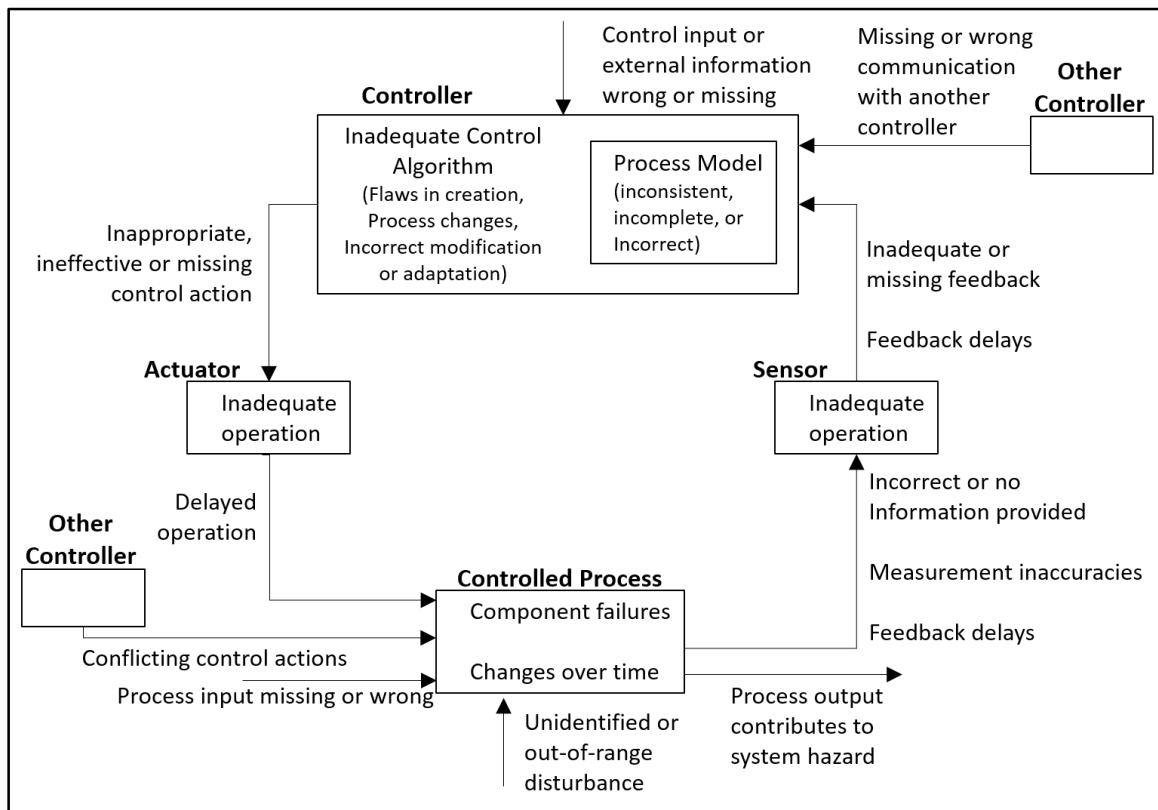 Control input or
external information
wrong or missing
Missing or wrong
communication
with another
controller
Other
Controller
Controller
Inadequate Control
Algorithm
(Flaws in creation,
Process changes,
Incorrect modification
or adaptation)
Process Model
(inconsistent,
incomplete, or
Incorrect)
Inappropriate,
ineffective or missing
control action
Inadequate or
missing feedback
Feedback delays
Actuator
Inadequate
operation
Sensor
Inadequate
operation
Delayed
operation
Incorrect or no
Information provided
Measurement inaccuracies
Feedback delays
Other
Controller
Controlled Process
Component failures
Changes over time
Conflicting control actions
Process input missing or wrong
Unidentified or
out-of-range
disturbance
Process output
contributes to
system hazard